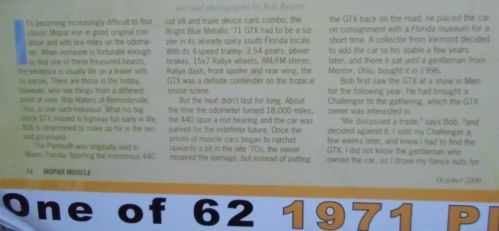 text and photography by Rob Reaser
It's becoming increasingly difficult to find
classic Mopar iron in good original con-
dition and with few miles on the odome-
ter. When someone is fortunate enough
to find one of these treasured beasts,
the sentence is usually life on a trailer with
no parole. There are those in the hobby,
however, who see things from a different
point of view. Bob Waters of Reminderville,
Ohio, is one such individual. What his big-
block GTX missed in highway fun early in life,
Bob is determined to make up for in the sec-
ond go-around.
The Plymouth was originally sold in
Miami, Florida. Sporting the monstrous 440
cid V8 and triple deuce carb combo, the
Bright Blue Metallic '71 GTX had to be a siz-
zler in its already spicy south Florida locale.
With its 4-speed tranny, 3.54 gears, power
brakes, 15x7 Rallye wheels, AM/FM stereo,
Rallye dash, front spoiler and rear wing, the
GTX was a definite contender on the tropical
cruise scene.
But the heat didn't last for long. About
the time the odometer turned 18,000 miles,
the 440 spun a rod bearing and the car was
parked for the indefinite future. Once the
prices of muscle cars began to ratchet
upwards a bit in the late '70s, the owner
repaired the damage, but instead of putting
the GTX back on the road, he placed the car
on consignment with a Florida museum for a
short time. A collector from Vermont decided
to add the car to his stable a few years
later, and there it sat until a gentleman from
Mentor, Ohio, bought it in 1996.
Bob first saw the GTX at a show in Men-
tor the following year. He had brought a
Challenger to the gathering, which the GTX
owner was interested in.
"We discussed a trade," says Bob, "and
decided against it. I sold my Challenger a
few weeks later, and knew I had to find the
GTX. I did not know the gentleman who
owned the car, so I drove my fiance nuts for
54 MOPAR MUSCLE
October 2000
One of 62 1971 Pl